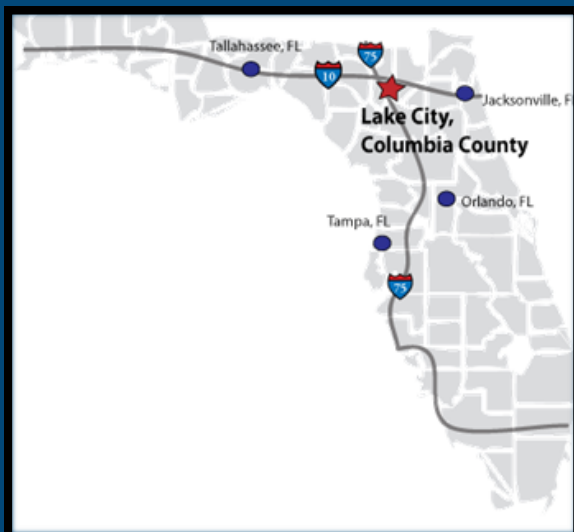 Tallahassee, FL
75
10
Jacksonville, F
Lake City,
Columbia County
Orlando, FL
Tampa, FL
75